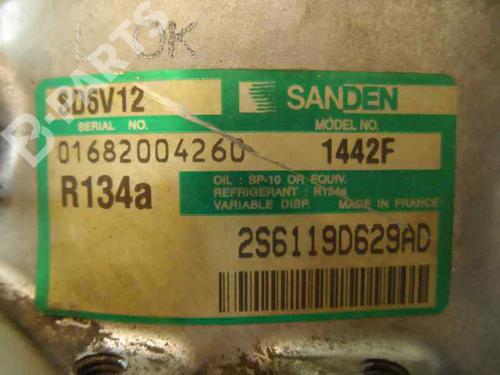 L OK
SD6V12
SANDEN
SERIAL NO.
MODEL NO.
01682004260
1442F
R134a
OIL : SP-10 OR EQUIV.
REFRIGERANT : R134a
VARIABLE DISP. MADE IN FRANCE
2S6119D629AD
B-PARTS